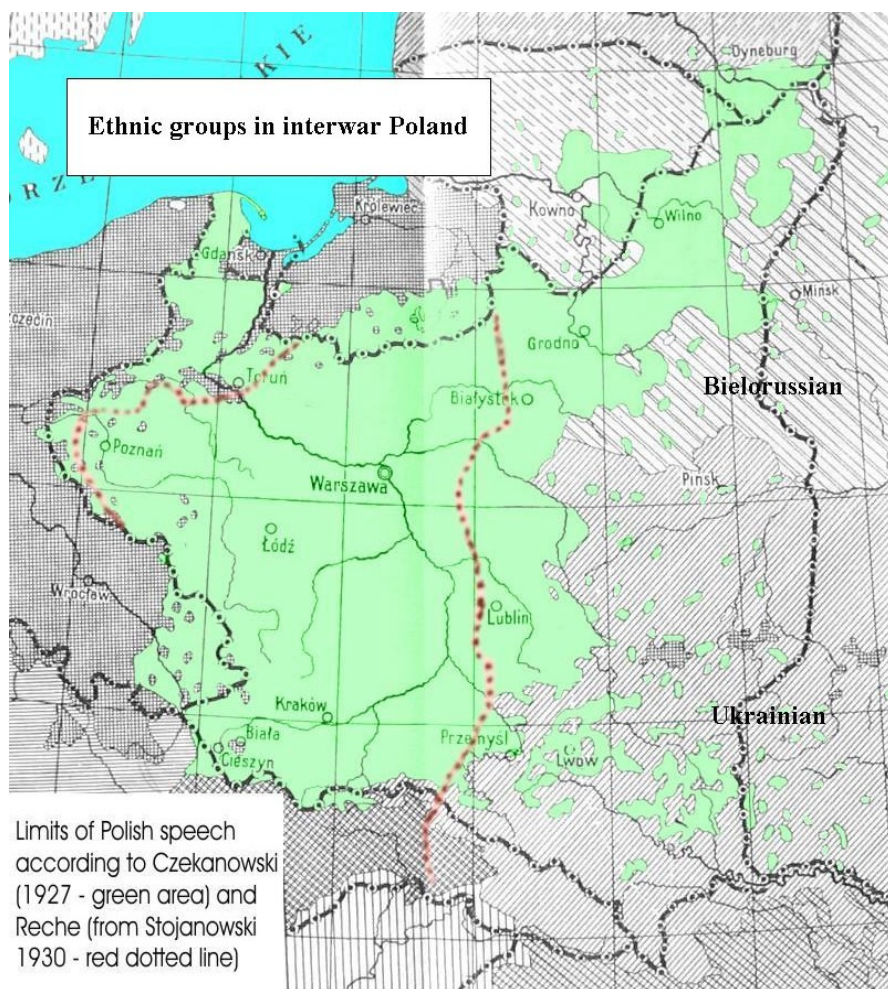 KIE
Dyneburg
Ethnic groups in interwar Poland
Królewiec
Kowno
Wilno
Gdańsk
Mińsk
Grodno
Toruń
Bielorussian
Białystok
Poznań
Pińsk
Warszawa
Łódź
Wrocław
Lublin
Kraków
Ukrainian
Biała
Przemyśl
Lwów
Cieszyn
Limits of Polish speech
according to Czekanowski
(1927 - green area) and
Reche (from Stojanowski
1930 - red dotted line)